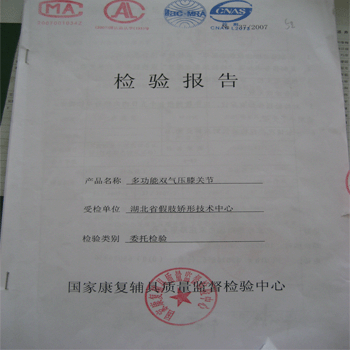 MA
AL
ILAC-MRA
CNAS
2007
检验报告
产品名称 多功能双气压膝关节
受检单位 湖北省假肢矫形技术中心
检验类别 委托检验
国家康复辅具质量监督检验中心